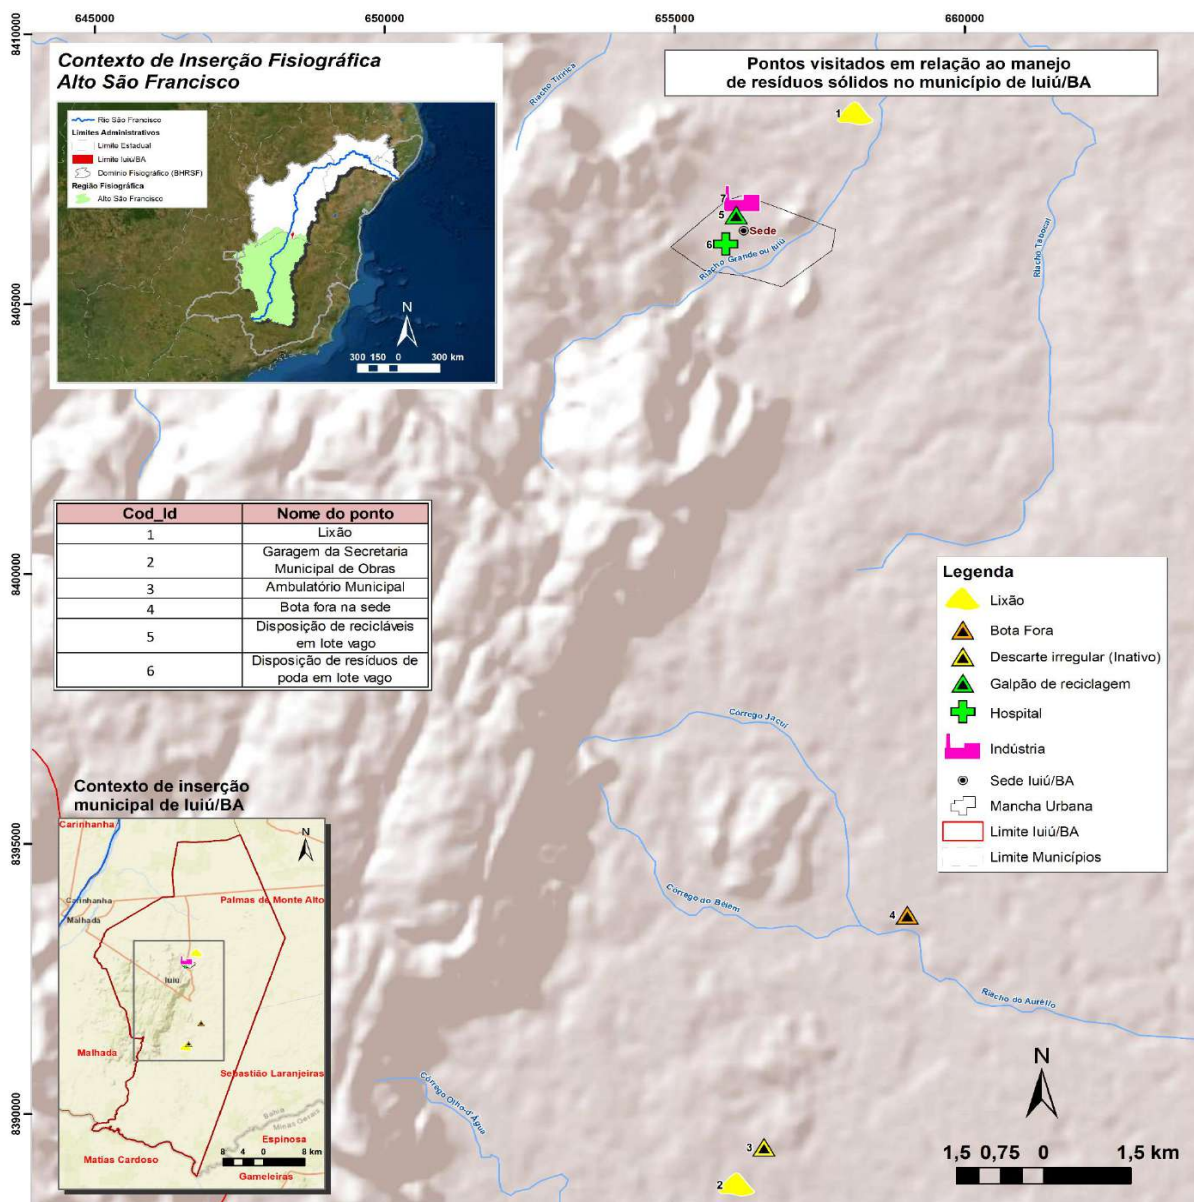 645000
650000
655000
660000
8410000
8405000
8400000
8395000
8390000
Contexto de Inserção Fisiográfica
Alto São Francisco
Rio São Francisco
Limites Administrativos
Limite Estadual
Limite Iuiú/BA
Domínio Fisiográfico (BHRSF)
Região Fisiográfica
Alto São Francisco
N
300 150 0 300 km
Pontos visitados em relação ao manejo
de resíduos sólidos no município de Iuiú/BA
Riacho Tiririca
1
7
5
Sede
6
Riacho Grande ou Iuiú
Riacho Tabocal
Cod_Id Nome do ponto
1 Lixão
2 Garagem da Secretaria
Municipal de Obras
3 Ambulatório Municipal
4 Bota fora na sede
5 Disposição de recicláveis
em lote vago
6 Disposição de resíduos de
poda em lote vago
Legenda
Lixão
Bota Fora
Descarte irregular (Inativo)
Galpão de reciclagem
Hospital
Indústria
Sede Iuiú/BA
Mancha Urbana
Limite Iuiú/BA
Limite Municípios
Córrego Jacuí
Córrego do Belém
4
Riacho do Aurélio
Córrego Olho-d'Água
3
2
Contexto de inserção
municipal de Iuiú/BA
Carinhanha
N
Palmas de Monte Alto
Carinhanha
Malhada
Iuiu
Malhada
Sebastião Laranjeiras
Bahia
Minas Gerais
Espinosa
Matias Cardoso
8 4 0 8 km
Gameleiras
N
1,5 0,75 0 1,5 km